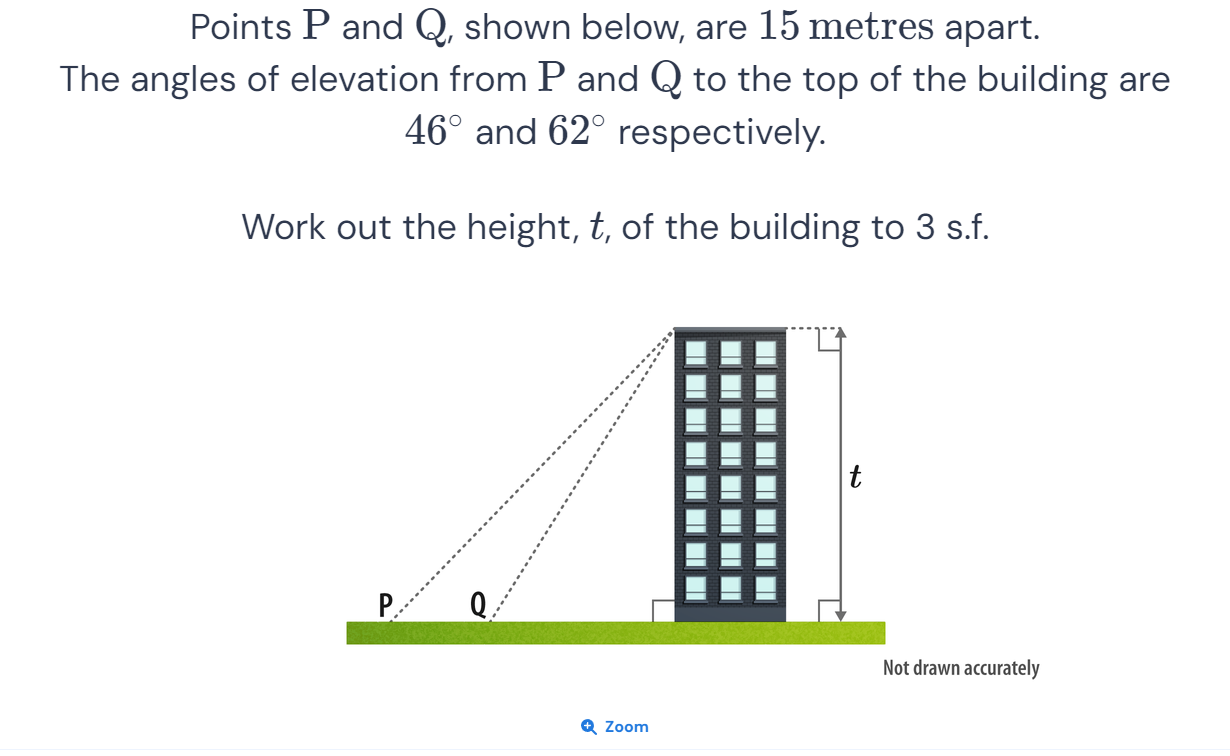 Points P and Q, shown below, are 15 metres apart.
The angles of elevation from P and Q to the top of the building are
46° and 62° respectively.
Work out the height, t, of the building to 3 s.f.
t
P
Q
Not drawn accurately
Zoom